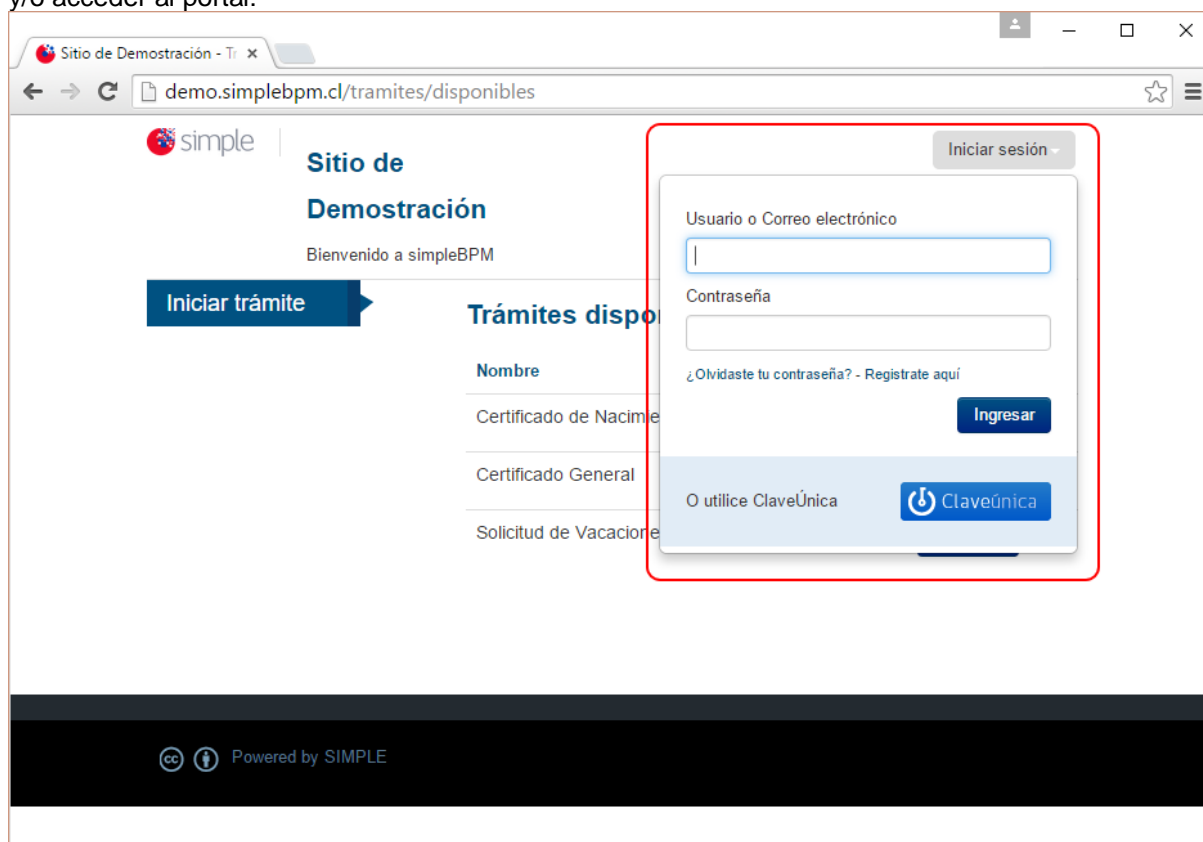 y/o acceder al portal.
Sitio de Demostración - Tr
demo.simplebpm.cl/tramites/disponibles
simple
Iniciar sesión
Sitio de
Demostración
Bienvenido a simpleBPM
Usuario o Correo electrónico
Contraseña
¿Olvidaste tu contraseña? - Registrate aquí
Ingresar
O utilice ClaveÚnica
Claveúnica
Iniciar trámite
Trámites dispo
Nombre
Certificado de Nacimie
Certificado General
Solicitud de Vacacione
cc
Powered by SIMPLE